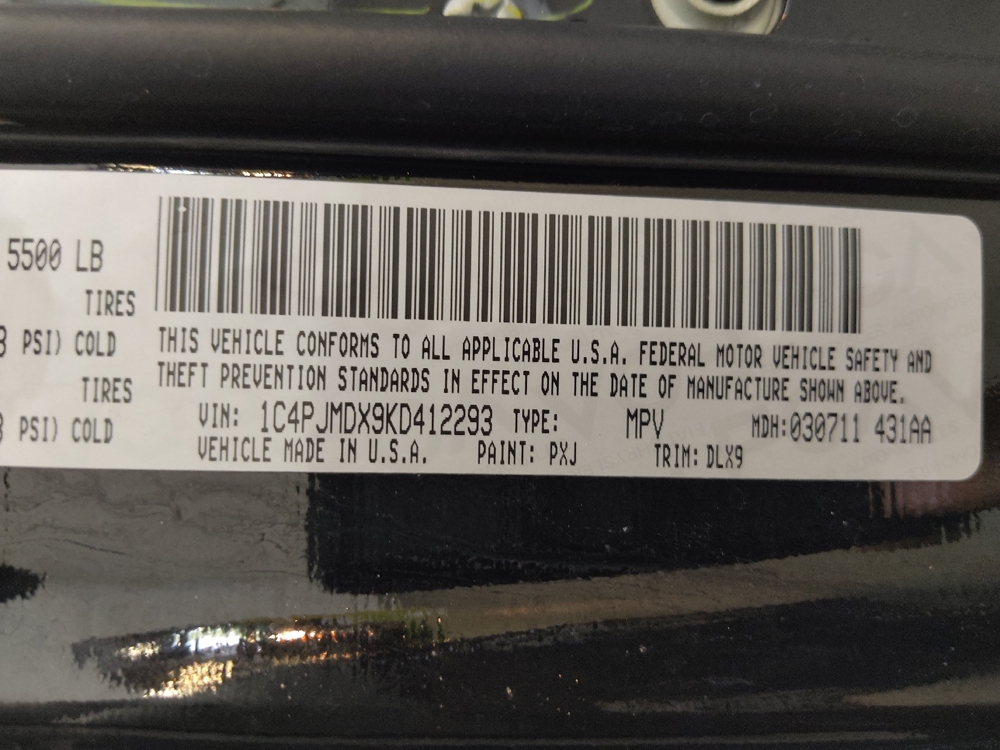 5500 LB
TIRES
PSI) COLD
TIRES
PSI) COLD
THIS VEHICLE CONFORMS TO ALL APPLICABLE U.S.A. FEDERAL MOTOR VEHICLE SAFETY AND
THEFT PREVENTION STANDARDS IN EFFECT ON THE DATE OF MANUFACTURE SHOWN ABOVE.
VIN: 1C4PJMDX9KD412293 TYPE: MPV MDH:030711 431AA
VEHICLE MADE IN U.S.A. PAINT: PXJ TRIM: DLX9